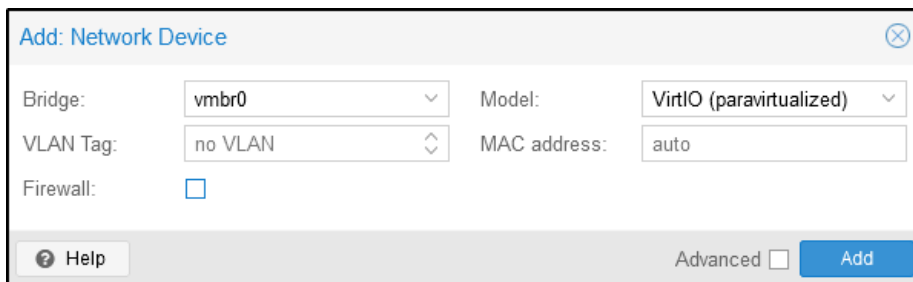 Add: Network Device
Bridge: vmbr0 Model: VirtIO (paravirtualized)
VLAN Tag: no VLAN MAC address: auto
Firewall:
Help Advanced Add